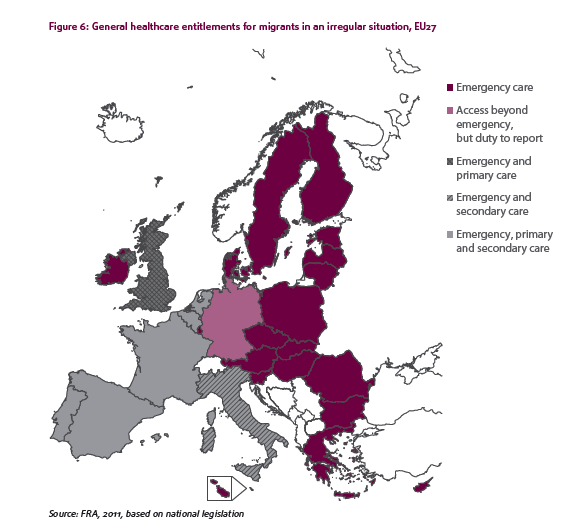 Figure 6: General healthcare entitlements for migrants in an irregular situation, EU27
Emergency care
Access beyond
emergency,
but duty to report
Emergency and
primary care
Emergency and
secondary care
Emergency, primary
and secondary care
Source: FRA, 2011, based on national legislation